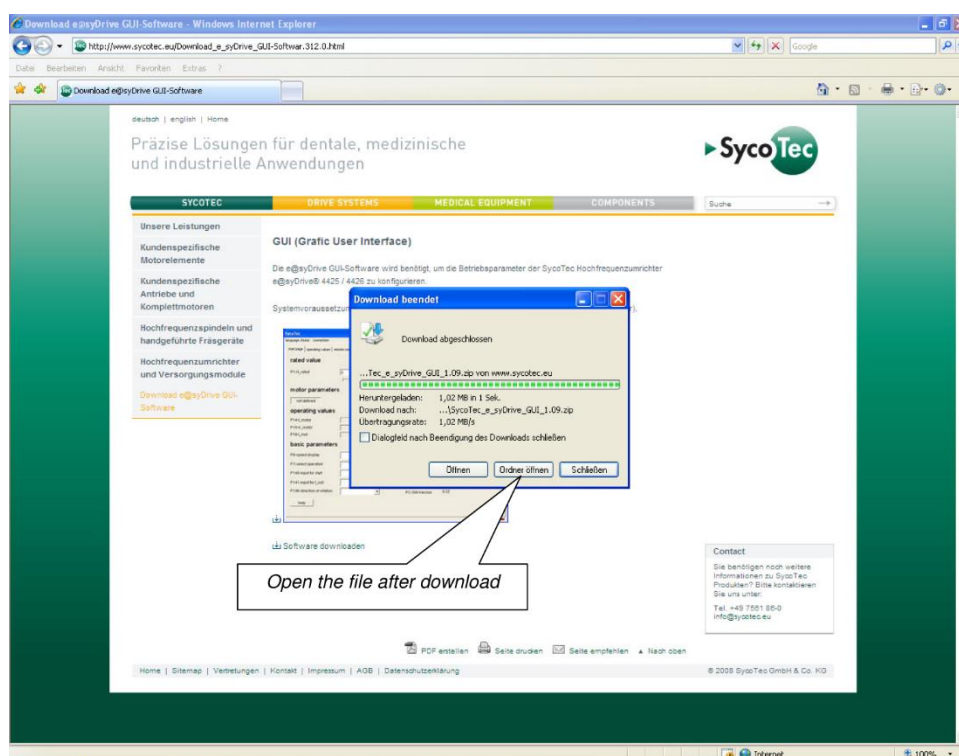 Download e@syDrive GUI-Software - Windows Internet Explorer
http://www.sycotec.eu/Download_e_syDrive_GUI-Softwar.312.0.html
Google
Datei Bearbeiten Ansicht Favoriten Extras ?
Download e@syDrive GUI-Software
deutsch | english | Home
Präzise Lösungen für dentale, medizinische
und industrielle Anwendungen
SycoTec
SYCOTEC DRIVE SYSTEMS MEDICAL EQUIPMENT COMPONENTS
Suche
Unsere Leistungen
Kundenspezifische
Motorelemente
Kundenspezifische
Antriebe und
Komplettmotoren
Hochfrequenzspindeln und
handgeführte Fräsgeräte
Hochfrequenzumrichter
und Versorgungsmodule
Download e@syDrive GUI-
Software
GUI (Grafic User Interface)
Die e@syDrive GUI-Software wird benötigt, um die Betriebsparameter der SycoTec Hochfrequenzumrichter
e@syDrive® 4425 / 4426 zu konfigurieren.
rated value
motor parameters
operating values
basic parameters
Download beendet
Download abgeschlossen
...Tec_e_syDrive_GUI_1.09.zip von www.sycotec.eu
Heruntergeladen: 1,02 MB in 1 Sek.
Download nach: ...\SycoTec_e_syDrive_GUI_1.09.zip
Übertragungsrate: 1,02 MB/s
Dialogfeld nach Beendigung des Downloads schließen
Öffnen Ordner öffnen Schließen
Software downloaden
Open the file after download
Contact
Sie benötigen noch weitere
Informationen zu SycoTec
Produkten? Bitte kontaktieren
Sie uns unter:
Tel. +49 7561 86-0
info@sycotec.eu
PDF erstellen Seite drucken Seite empfehlen Nach oben
Home | Sitemap | Vertretungen | Kontakt | Impressum | AGB | Datenschutzerklärung
© 2008 SycoTec GmbH & Co. KG
Internet 100%